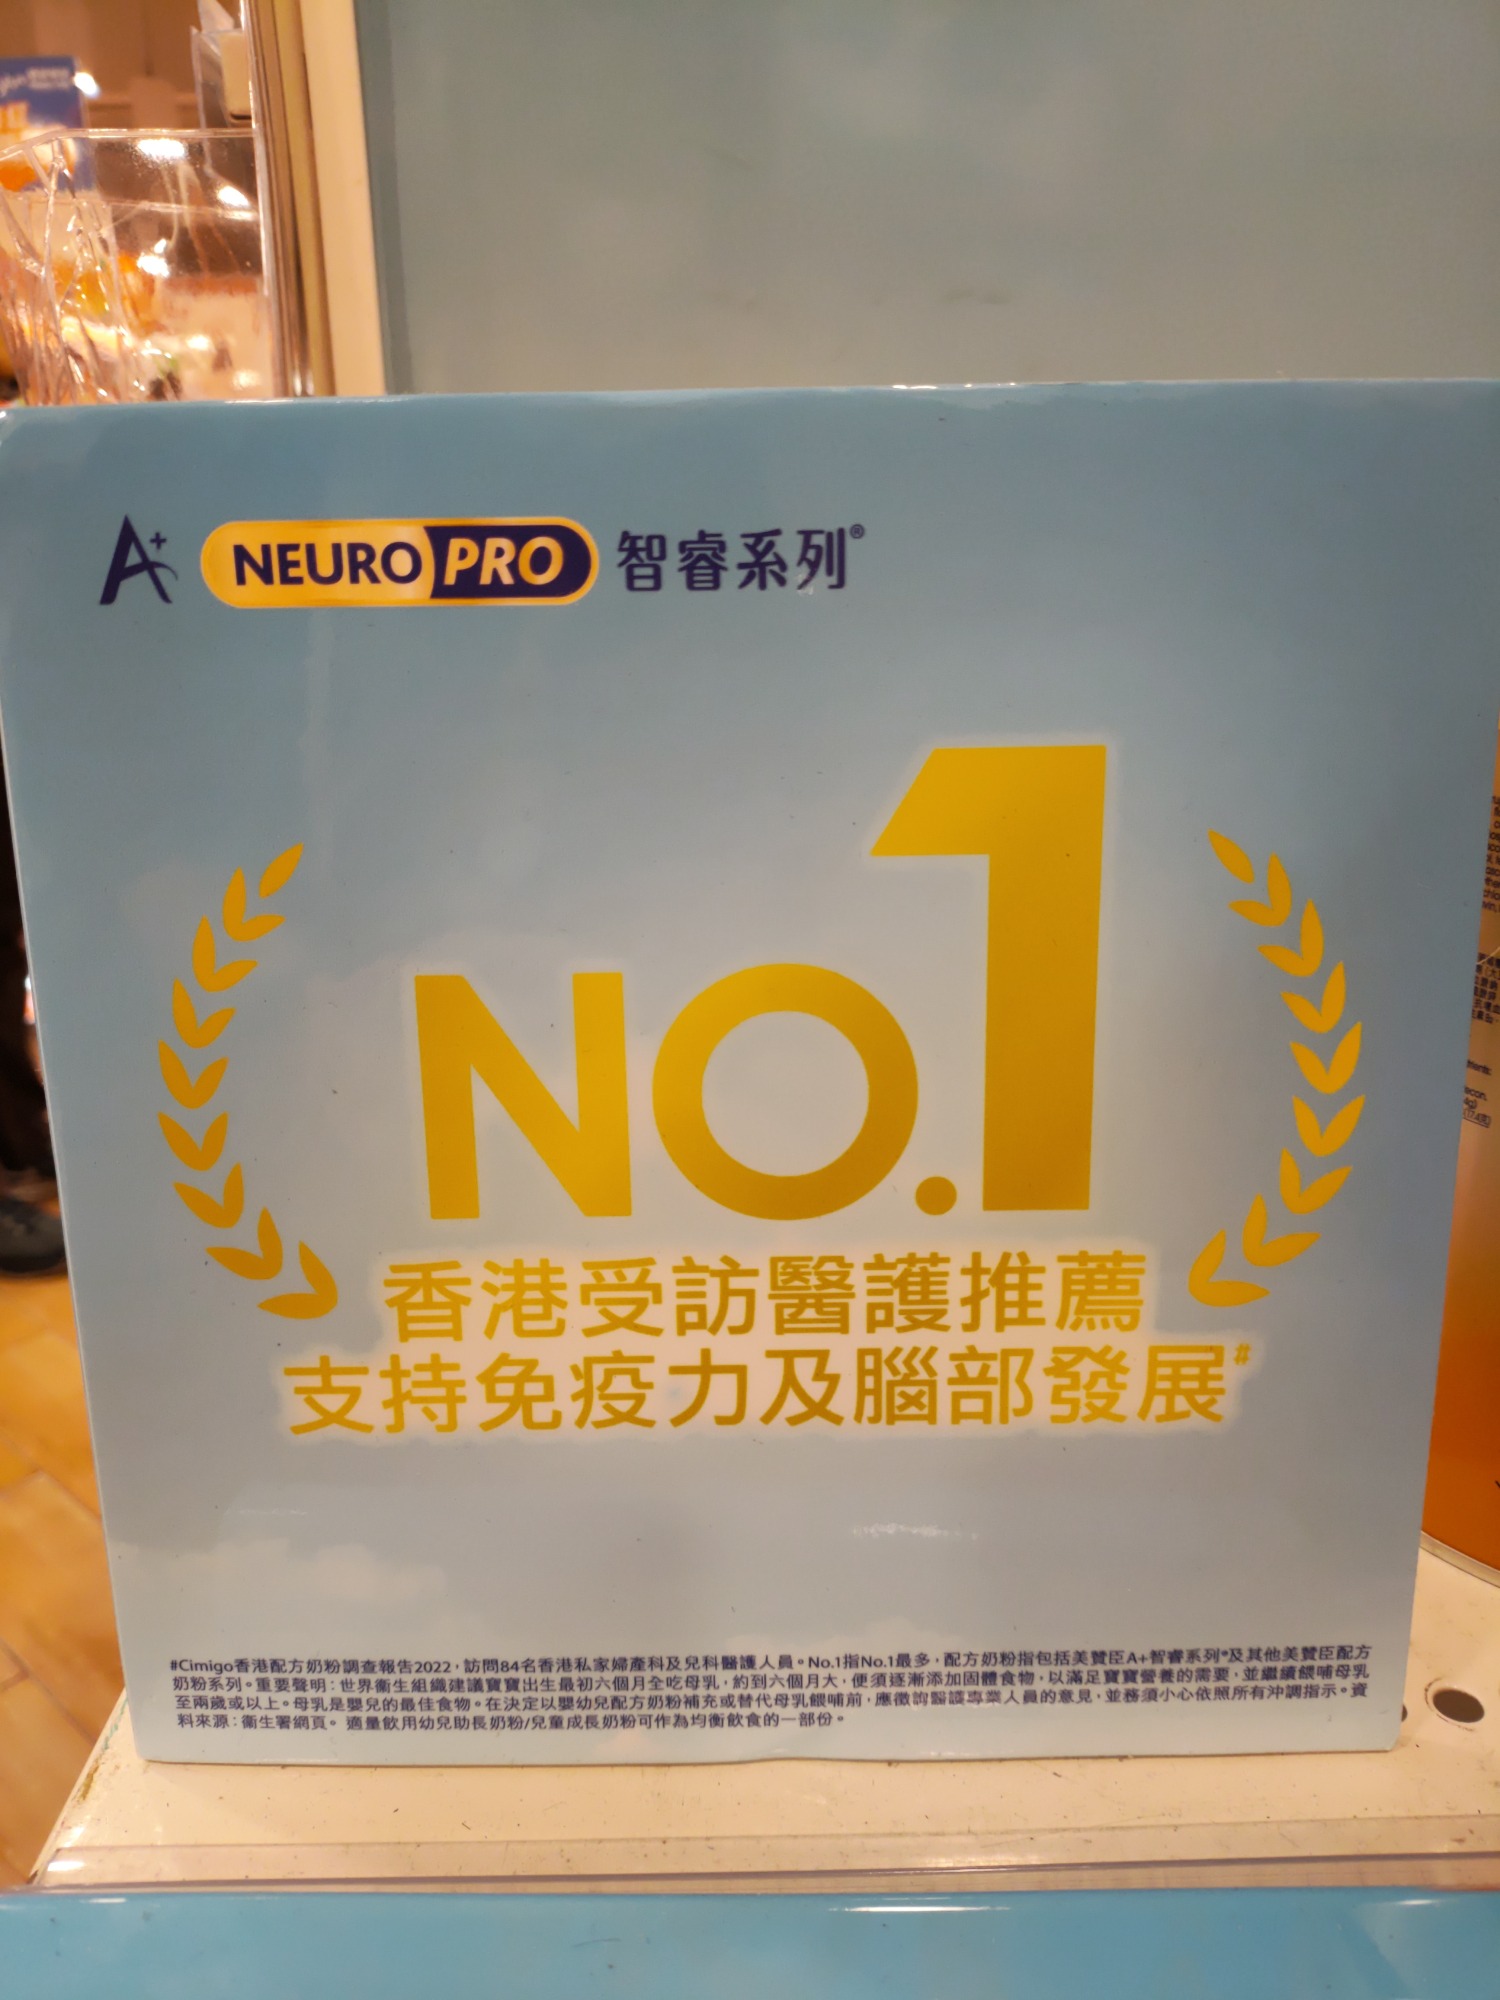 A+ NEUROPRO 智睿系列®
NO.1
香港受訪醫護推薦
支持免疫力及腦部發展#
#Cimigo香港配方奶粉調查報告2022,訪問84名香港私家婦產科及兒科醫護人員。No.1指No.1最多,配方奶粉指包括美贊臣A+智睿系列®及其他美贊臣配方
奶粉系列。重要聲明:世界衞生組織建議寶寶出生最初六個月全吃母乳,約到六個月大,便須逐漸添加固體食物,以滿足寶寶營養的需要,並繼續餵哺母乳
至兩歲或以上。母乳是嬰兒的最佳食物。在決定以嬰幼兒配方奶粉補充或替代母乳餵哺前,應徵詢醫護專業人員的意見,並務須小心依照所有沖調指示。資
料來源:衞生署網頁。 適量飲用幼兒助長奶粉/兒童成長奶粉可作為均衡飲食的一部份。